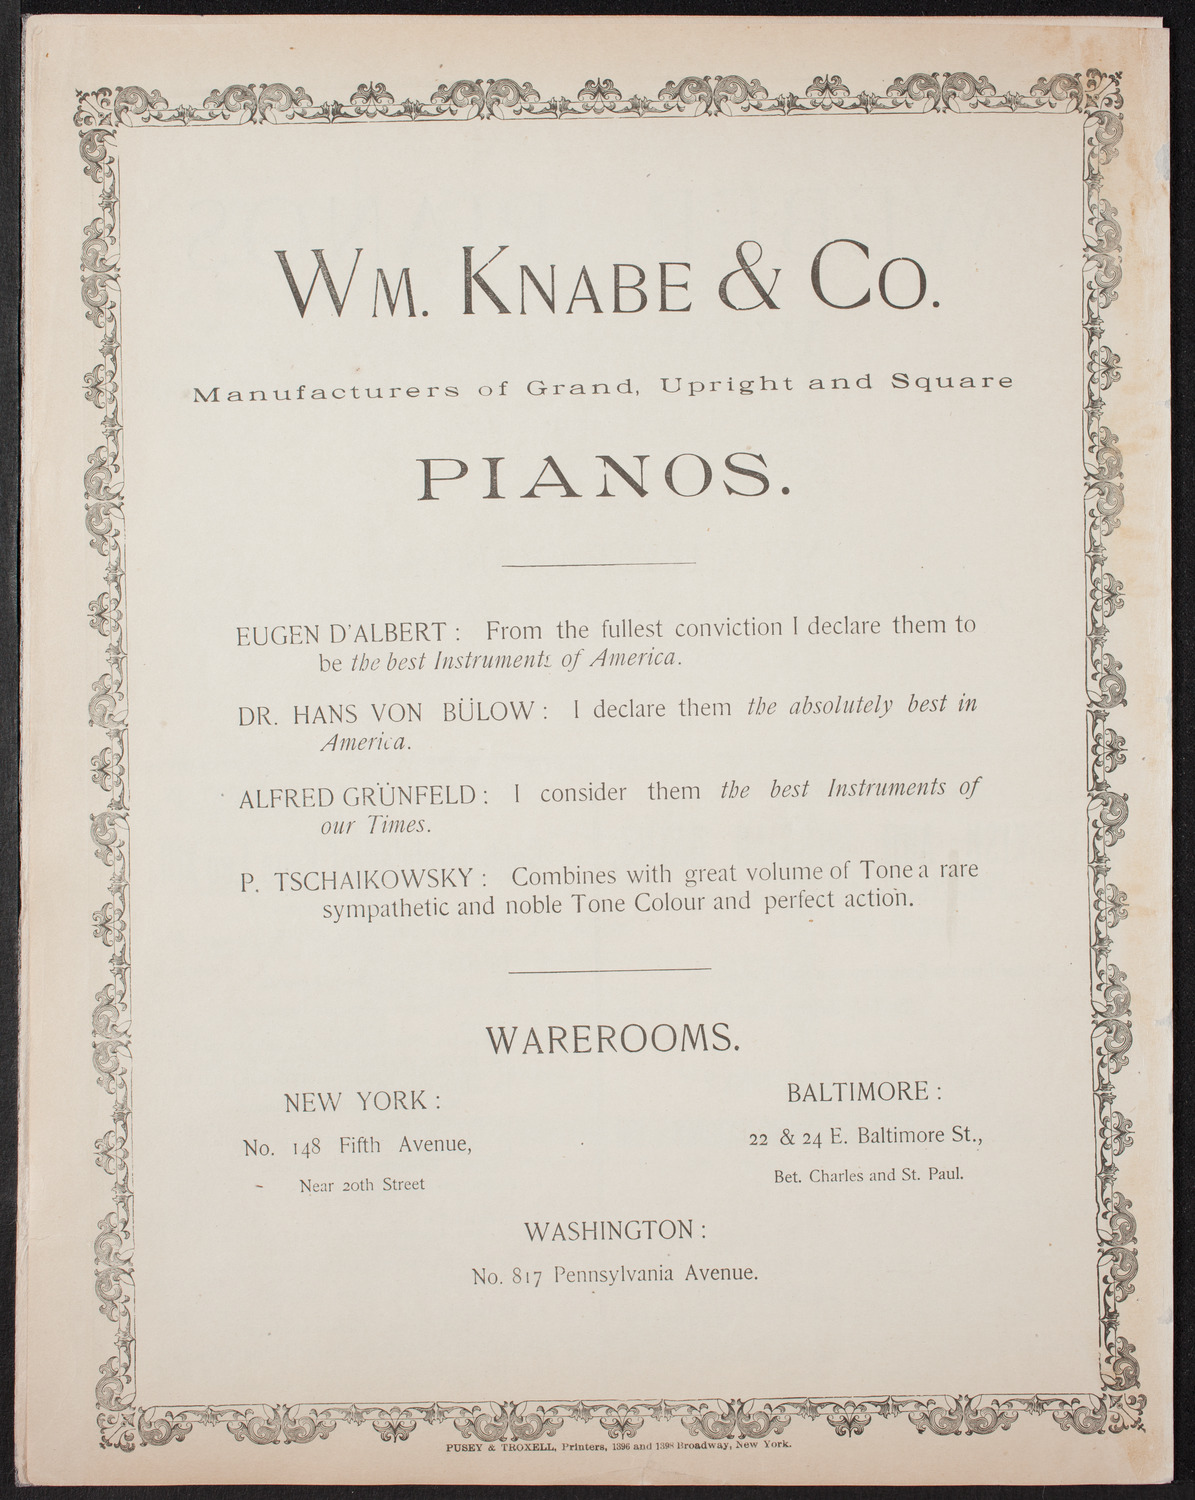 WM. KNABE & CO.
Manufacturers of Grand, Upright and Square
PIANOS.
EUGEN D'ALBERT : From the fullest conviction I declare them to
be the best Instruments of America.
DR. HANS VON BÜLOW : I declare them the absolutely best in
America.
ALFRED GRÜNFELD : I consider them the best Instruments of
our Times.
P. TSCHAIKOWSKY : Combines with great volume of Tone a rare
sympathetic and noble Tone Colour and perfect action.
WAREROOMS.
NEW YORK :
No. 148 Fifth Avenue,
Near 20th Street
BALTIMORE :
22 & 24 E. Baltimore St.,
Bet. Charles and St. Paul.
WASHINGTON :
No. 817 Pennsylvania Avenue.
PUSEY & TROXELL, Printers, 1396 and 1398 Broadway, New York.